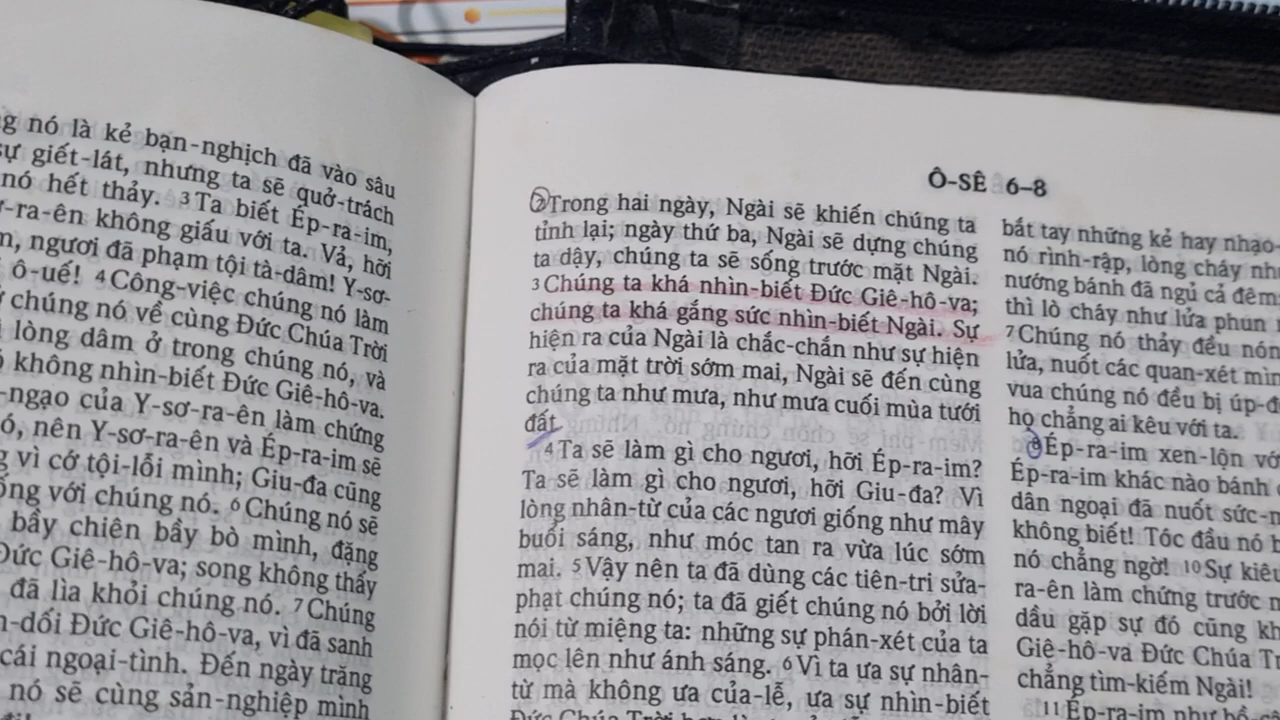 nó là kẻ bạn-nghịch đã vào sâu
sự giết-lát, nhưng ta sẽ quở-trách
nó hết thảy. 3 Ta biết Ép-ra-im,
không giấu với ta. Vả, hỡi
ngươi đã phạm tội tà-dâm! Y-sơ-
ô-uế! 4 Công-việc chúng nó làm
chúng nó về cùng Đức Chúa Trời
lòng dâm ở trong chúng nó, và
không nhìn-biết Đức Giê-hô-va.
-ngạo của Y-sơ-ra-ên làm chứng
nên Y-sơ-ra-ên và Ép-ra-im sẽ
vì cớ tội-lỗi mình; Giu-đa cũng
với chúng nó. 6 Chúng nó sẽ
bầy chiên bầy bò mình, đặng
Đức Giê-hô-va; song không thấy
đã lìa khỏi chúng nó. 7 Chúng
-dối Đức Giê-hô-va, vì đã sanh
cái ngoại-tình. Đến ngày trăng
nó sẽ cùng sản-nghiệp mình
Ô-SÊ 6–8
2 Trong hai ngày, Ngài sẽ khiến chúng ta
tỉnh lại; ngày thứ ba, Ngài sẽ dựng chúng
ta dậy, chúng ta sẽ sống trước mặt Ngài.
3 Chúng ta khá nhìn-biết Đức Giê-hô-va;
chúng ta khá gắng sức nhìn-biết Ngài. Sự
hiện ra của Ngài là chắc-chắn như sự hiện
ra của mặt trời sớm mai, Ngài sẽ đến cùng
chúng ta như mưa, như mưa cuối mùa tưới
đất.
4 Ta sẽ làm gì cho ngươi, hỡi Ép-ra-im?
Ta sẽ làm gì cho ngươi, hỡi Giu-đa? Vì
lòng nhân-từ của các ngươi giống như mây
buổi sáng, như móc tan ra vừa lúc sớm
mai. 5 Vậy nên ta đã dùng các tiên-tri sửa-
phạt chúng nó; ta đã giết chúng nó bởi lời
nói từ miệng ta: những sự phán-xét của ta
mọc lên như ánh sáng. 6 Vì ta ưa sự nhân-
từ mà không ưa của-lễ, ưa sự nhìn-biết
Đức Chúa Trời
bắt tay những kẻ hay nhạo-
nó rình-rập, lòng cháy
nướng bánh đã ngủ cả đêm
thì lò cháy như lửa phun
7 Chúng nó thảy đều
lửa, nuốt các quan-xét
vua chúng nó đều bị úp-
họ chẳng ai kêu với ta.
8 Ép-ra-im xen-lộn
Ép-ra-im khác nào bánh
dân ngoại đã nuốt
không biết! Tóc đầu nó
nó chẳng ngờ! 10 Sự
ra-ên làm chứng trước
dầu gặp sự đó cũng
Giê-hô-va Đức Chúa
chẳng tìm-kiếm Ngài!
11 Ép-ra-im như